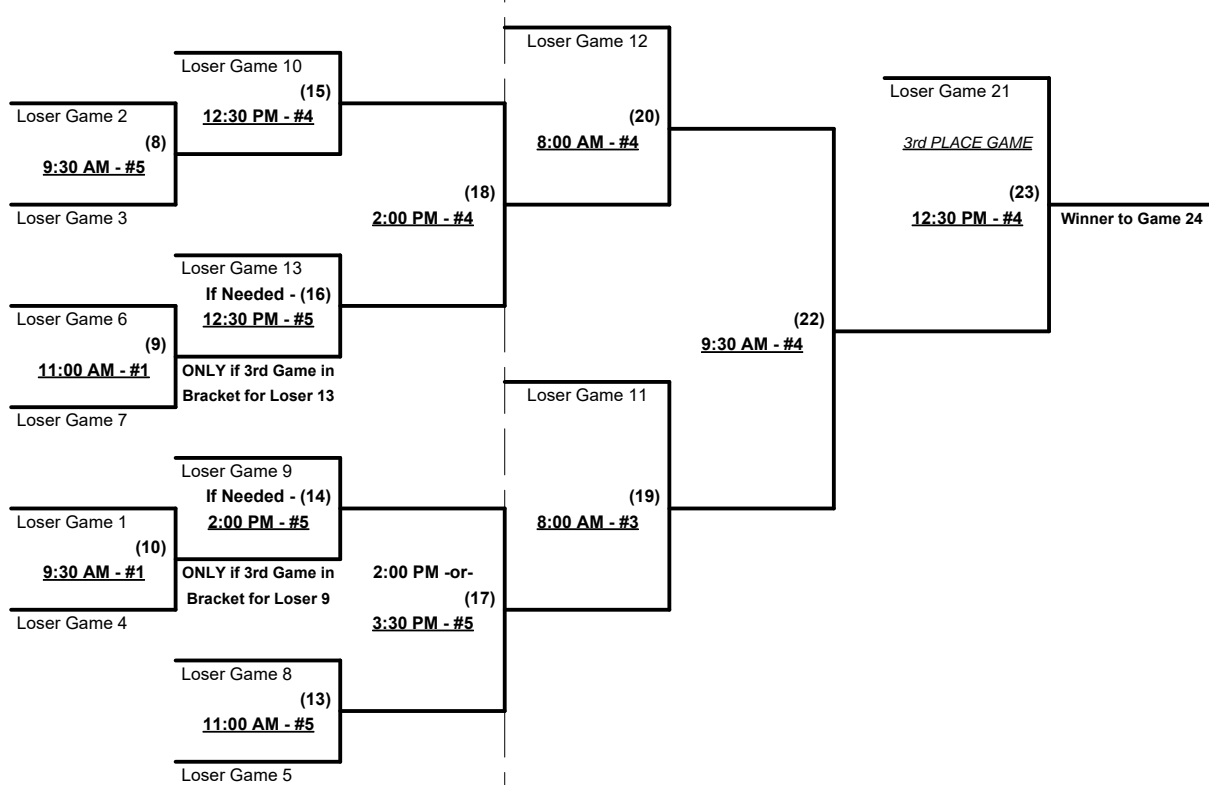 Loser Game 12
Loser Game 10
(15)
12:30 PM - #4
Loser Game 2
(8)
9:30 AM - #5
Loser Game 3
(18)
2:00 PM - #4
(20)
8:00 AM - #4
Loser Game 21
3rd PLACE GAME
(23)
12:30 PM - #4
Winner to Game 24
Loser Game 13
If Needed - (16)
12:30 PM - #5
Loser Game 6
(9)
11:00 AM - #1
ONLY if 3rd Game in
Bracket for Loser 13
Loser Game 7
(22)
9:30 AM - #4
Loser Game 11
Loser Game 9
If Needed - (14)
2:00 PM - #5
Loser Game 1
(10)
9:30 AM - #1
ONLY if 3rd Game in
Bracket for Loser 9
Loser Game 4
2:00 PM -or-
(17)
3:30 PM - #5
(19)
8:00 AM - #3
Loser Game 8
(13)
11:00 AM - #5
Loser Game 5